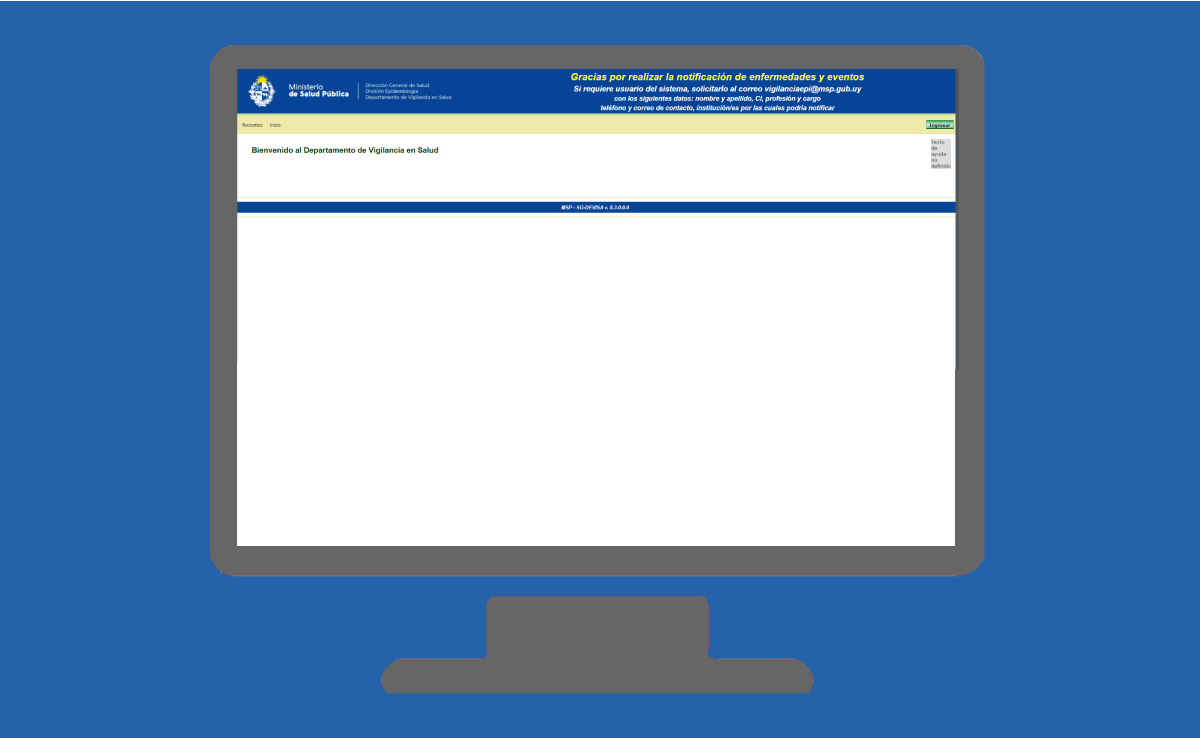 Ministerio
de Salud Pública
Dirección General de Salud
División Epidemiología
Departamento de Vigilancia en Salud
Gracias por realizar la notificación de enfermedades y eventos
Si requiere usuario del sistema, solicitarlo al correo vigilanciaepi@msp.gub.uy
con los siguientes datos: nombre y apellido, CI, profesión y cargo
teléfono y correo de contacto, institución/es por las cuales podría notificar
Recientes Inicio
Ingresar
Bienvenido al Departamento de Vigilancia en Salud
Texto
de
ayuda
no
definido
MSP - SG-DEVISA v. 8.3.0.0.0